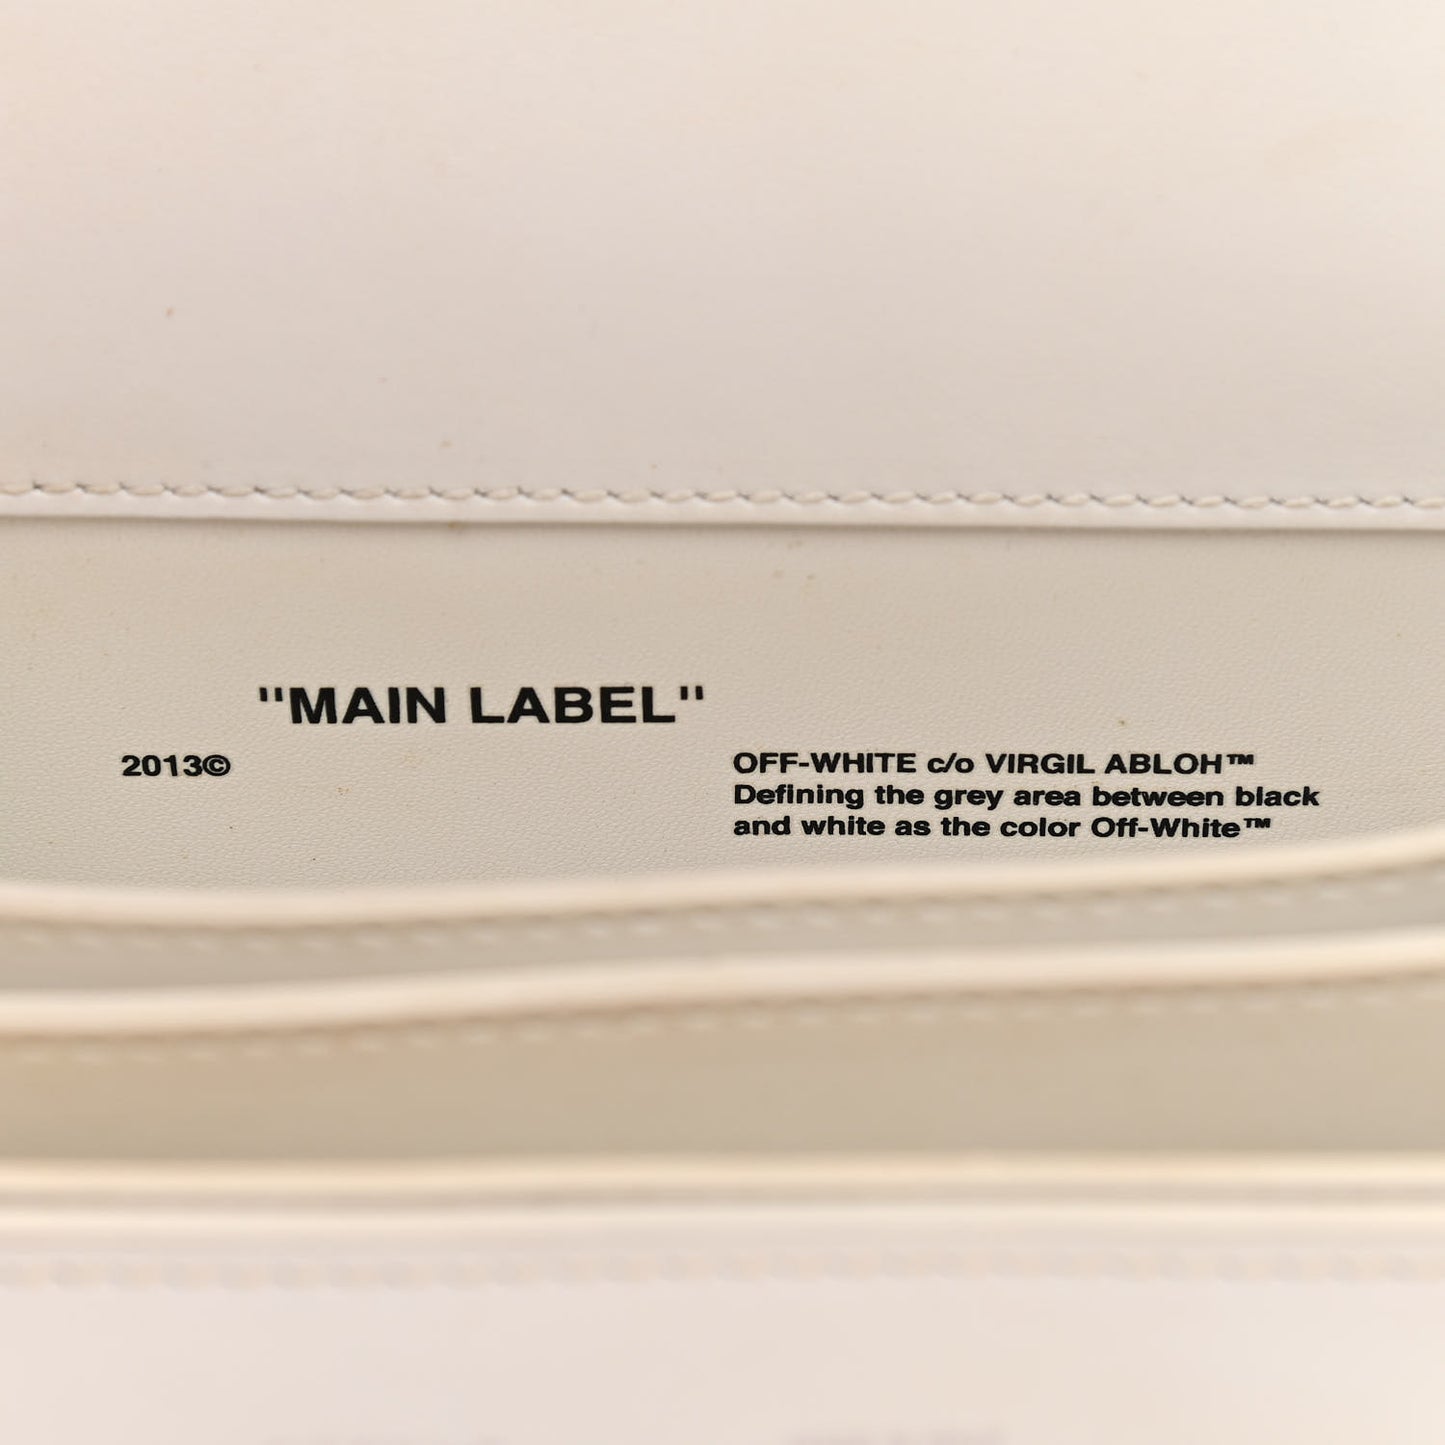 "MAIN LABEL"
2013©
OFF-WHITE c/o VIRGIL ABLOH™
Defining the grey area between black
and white as the color Off-White™